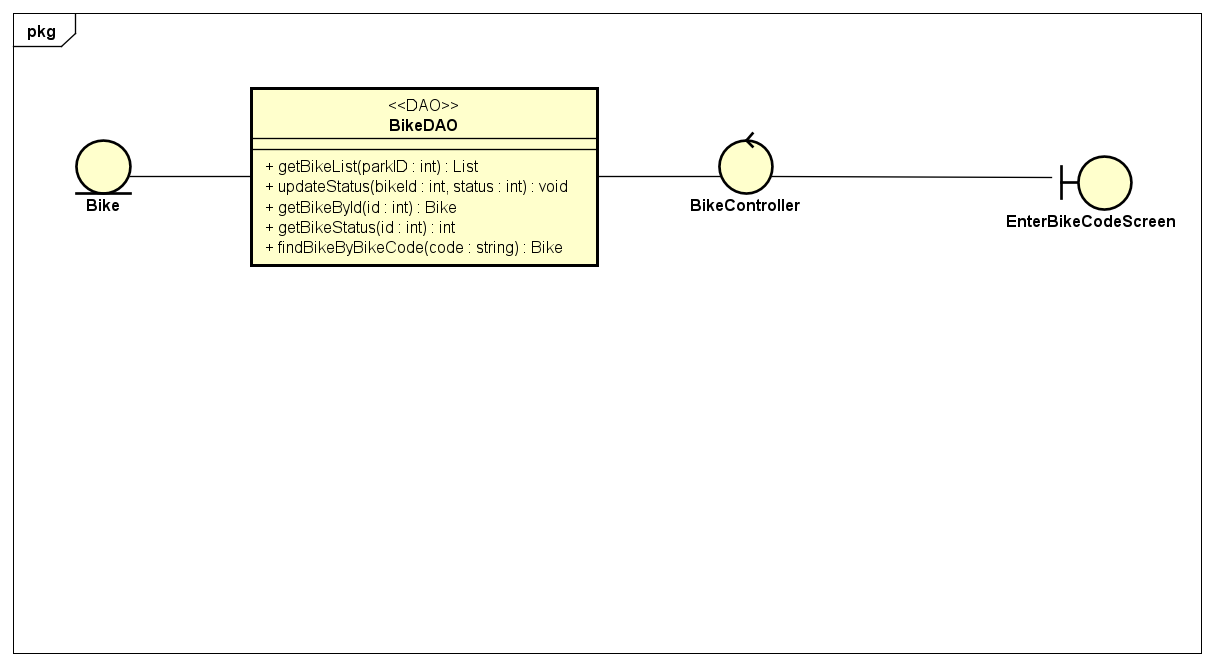 pkg
<<DAO>>
BikeDAO
+ getBikeList(parkID : int) : List
+ updateStatus(bikeId : int, status : int) : void
+ getBikeById(id : int) : Bike
+ getBikeStatus(id : int) : int
+ findBikeByBikeCode(code : string) : Bike
Bike
BikeController
EnterBikeCodeScreen